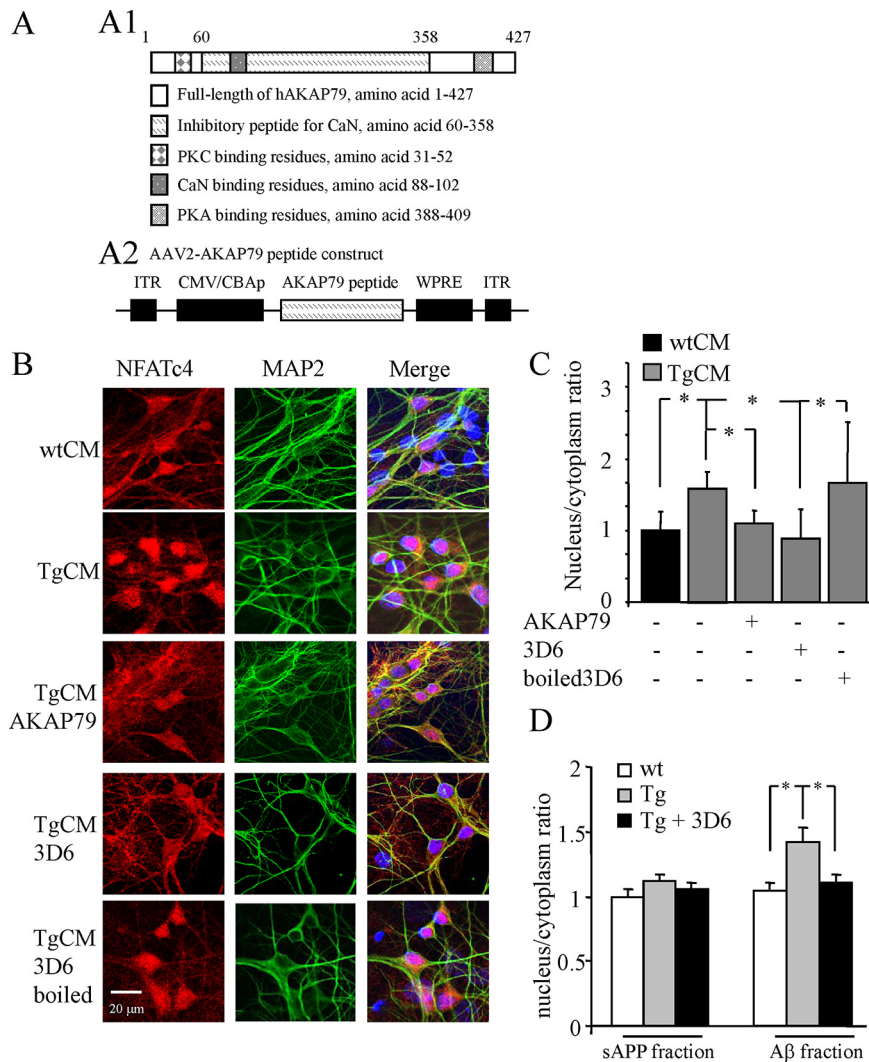 A
A1
1 60 358 427
Full-length of hAKAP79, amino acid 1-427
Inhibitory peptide for CaN, amino acid 60-358
PKC binding residues, amino acid 31-52
CaN binding residues, amino acid 88-102
PKA binding residues, amino acid 388-409
A2 AAV2-AKAP79 peptide construct
ITR CMV/CBAp AKAP79 peptide WPRE ITR
B
NFATc4 MAP2 Merge
wtCM
TgCM
TgCM
AKAP79
TgCM
3D6
TgCM
3D6
boiled
20 µm
C
wtCM
TgCM
Nucleus/cytoplasm ratio
3
2
1
0
* * *
*
AKAP79 - - + - -
3D6 - - - + -
boiled3D6 - - - - +
D
wt
Tg
Tg + 3D6
nucleus/cytoplasm ratio
2
1.5
1
0.5
0
* *
sAPP fraction Aβ fraction